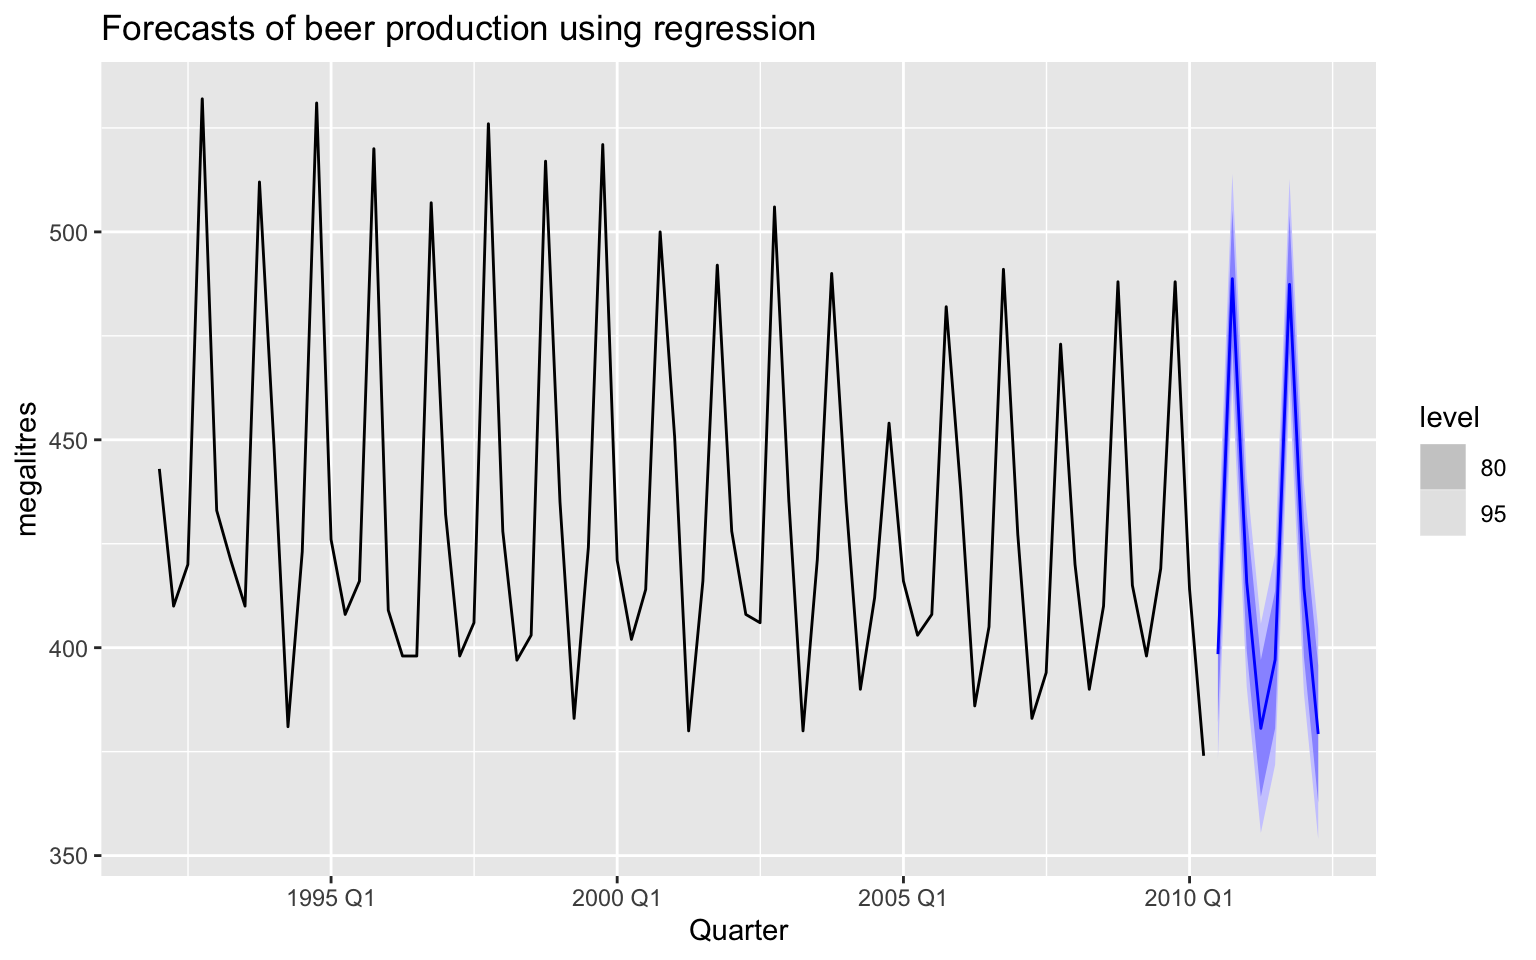 Forecasts of beer production using regression
megalitres
500
450
400
350
1995 Q1
2000 Q1
2005 Q1
2010 Q1
Quarter
level
80
95